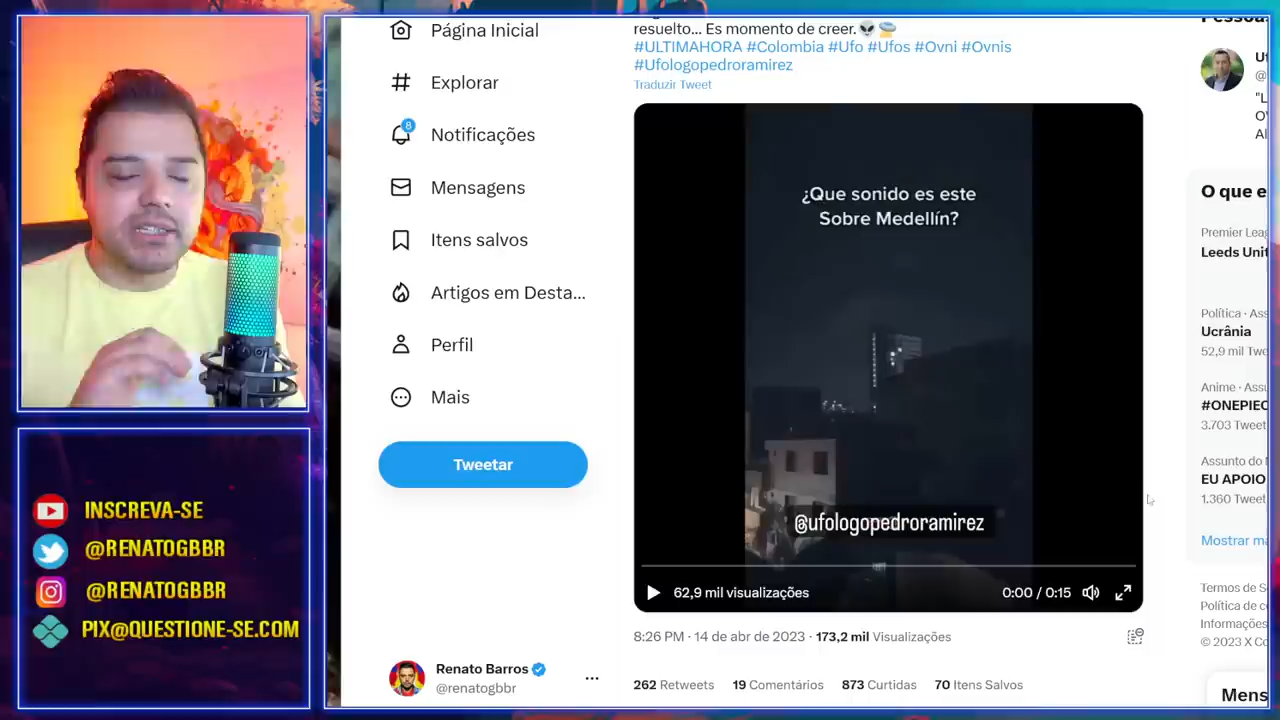 Página Inicial
Explorar
8
Notificações
Mensagens
Itens salvos
Artigos em Desta...
Perfil
Mais
Tweetar
Renato Barros
@renatogbbr
...
resuelto... Es momento de creer.👽🛸
#ULTIMAHORA #Colombia #Ufo #Ufos #Ovni #Ovnis
#Ufologopedroramirez
Traduzir Tweet
¿Que sonido es este
Sobre Medellín?
@ufologopedroramirez
62,9 mil visualizações
0:00 / 0:15
8:26 PM · 14 de abr de 2023 · 173,2 mil Visualizações
262 Retweets 19 Comentários 873 Curtidas 70 Itens Salvos
O que e
Premier Leag
Leeds Unit
Política · Ass
Ucrânia
52,9 mil Twe
Anime · Assu
#ONEPIEC
3.703 Tweet
Assunto do
EU APOIO
1.360 Tweet
Mostrar ma
Termos de S
Política de c
Informações
© 2023 X Co
Mens
INSCREVA-SE
@RENATOGBBR
@RENATOGBBR
PIX@QUESTIONE-SE.COM